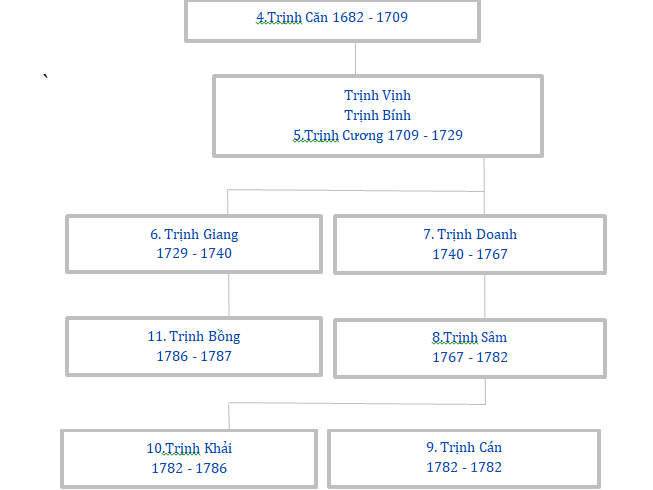 4.Trịnh Căn 1682 - 1709
Trịnh Vịnh
Trịnh Bính
5.Trịnh Cương 1709 - 1729
6. Trịnh Giang
1729 - 1740
7. Trịnh Doanh
1740 - 1767
11. Trịnh Bồng
1786 - 1787
8.Trịnh Sâm
1767 - 1782
10.Trịnh Khải
1782 - 1786
9. Trịnh Cán
1782 - 1782